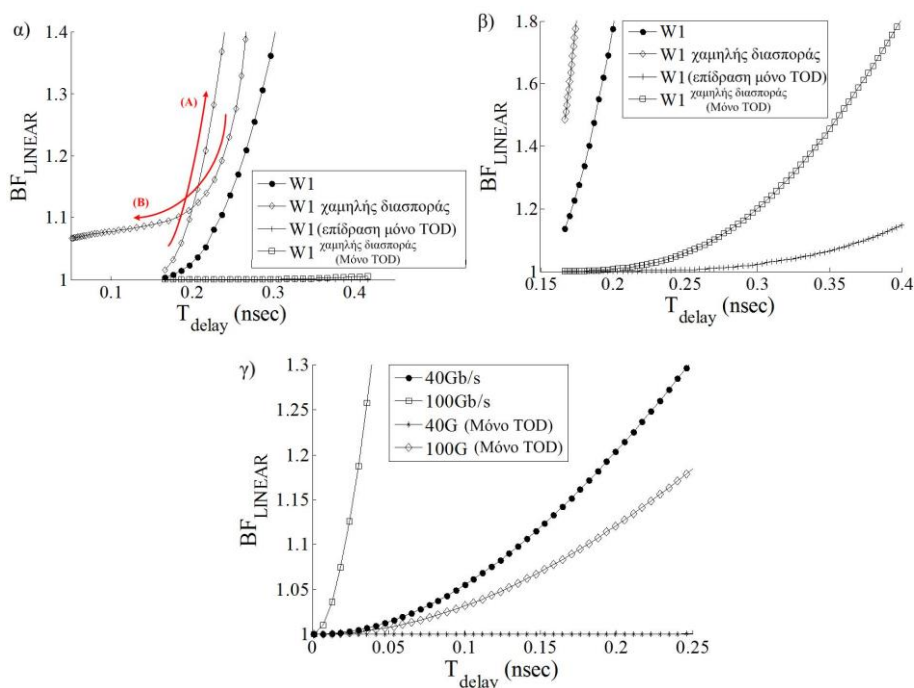 α)
1.4
1.3
1.2
1.1
1
BF_LINEAR
(A)
(B)
W1
W1 χαμηλής διασποράς
W1 (επίδραση μόνο TOD)
W1 χαμηλής διασποράς
(Μόνο TOD)
0.1
0.2
0.3
0.4
T_delay (nsec)
β)
1.8
1.6
1.4
1.2
1
BF_LINEAR
W1
W1 χαμηλής διασποράς
W1 (επίδραση μόνο TOD)
W1 χαμηλής διασποράς
(Μόνο TOD)
0.15
0.2
0.25
0.3
0.35
0.4
T_delay (nsec)
γ)
1.3
1.25
1.2
1.15
1.1
1.05
1
BF_LINEAR
40Gb/s
100Gb/s
40G (Μόνο TOD)
100G (Μόνο TOD)
0
0.05
0.1
0.15
0.2
0.25
T_delay (nsec)